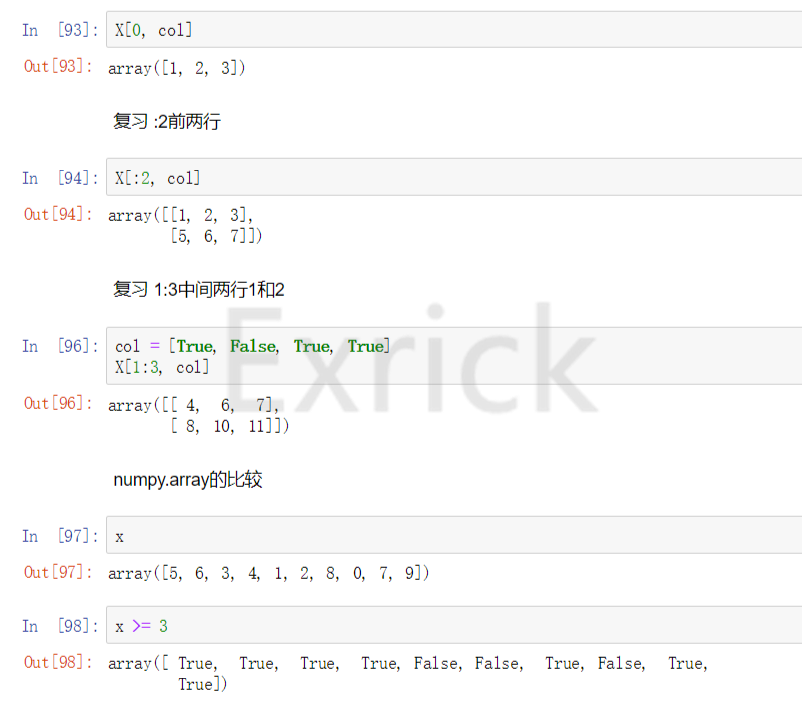 In [93]: X[0, col]
Out[93]: array([1, 2, 3])
复习 :2前两行
In [94]: X[:2, col]
Out[94]: array([[1, 2, 3],
[5, 6, 7]])
复习 1:3中间两行1和2
In [96]: col = [True, False, True, True]
X[1:3, col]
Out[96]: array([[ 4, 6, 7],
[ 8, 10, 11]])
Exrick
numpy.array的比较
In [97]: x
Out[97]: array([5, 6, 3, 4, 1, 2, 8, 0, 7, 9])
In [98]: x >= 3
Out[98]: array([ True, True, True, True, False, False, True, False, True,
True])